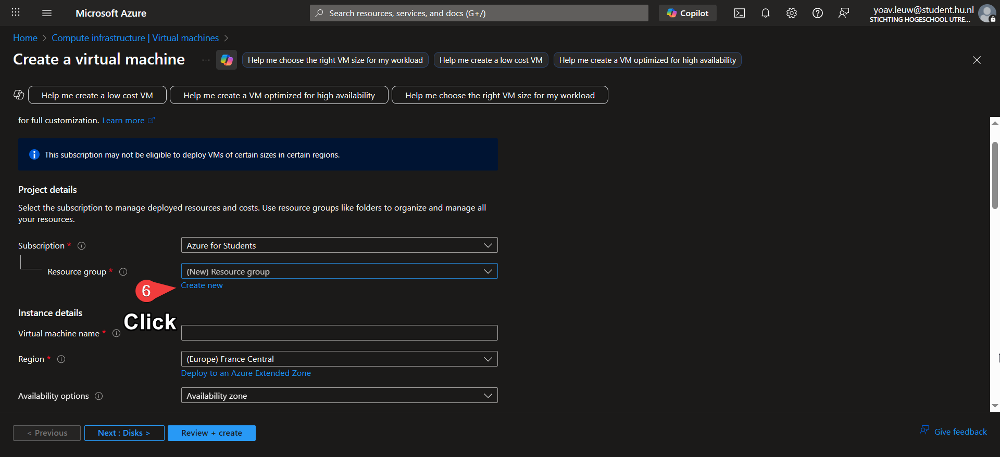 Microsoft Azure
Search resources, services, and docs (G+/)
Copilot
yoav.leuw@student.hu.nl
STICHTING HOGESCHOOL UTRE...
Home > Compute infrastructure | Virtual machines >
Create a virtual machine ...
Help me choose the right VM size for my workload
Help me create a low cost VM
Help me create a VM optimized for high availability
Help me create a low cost VM
Help me create a VM optimized for high availability
Help me choose the right VM size for my workload
for full customization. Learn more
This subscription may not be eligible to deploy VMs of certain sizes in certain regions.
Project details
Select the subscription to manage deployed resources and costs. Use resource groups like folders to organize and manage all
your resources.
Subscription *
Azure for Students
Resource group *
(New) Resource group
Create new
6
Click
Instance details
Virtual machine name *
Region *
(Europe) France Central
Deploy to an Azure Extended Zone
Availability options
Availability zone
< Previous
Next : Disks >
Review + create
Give feedback